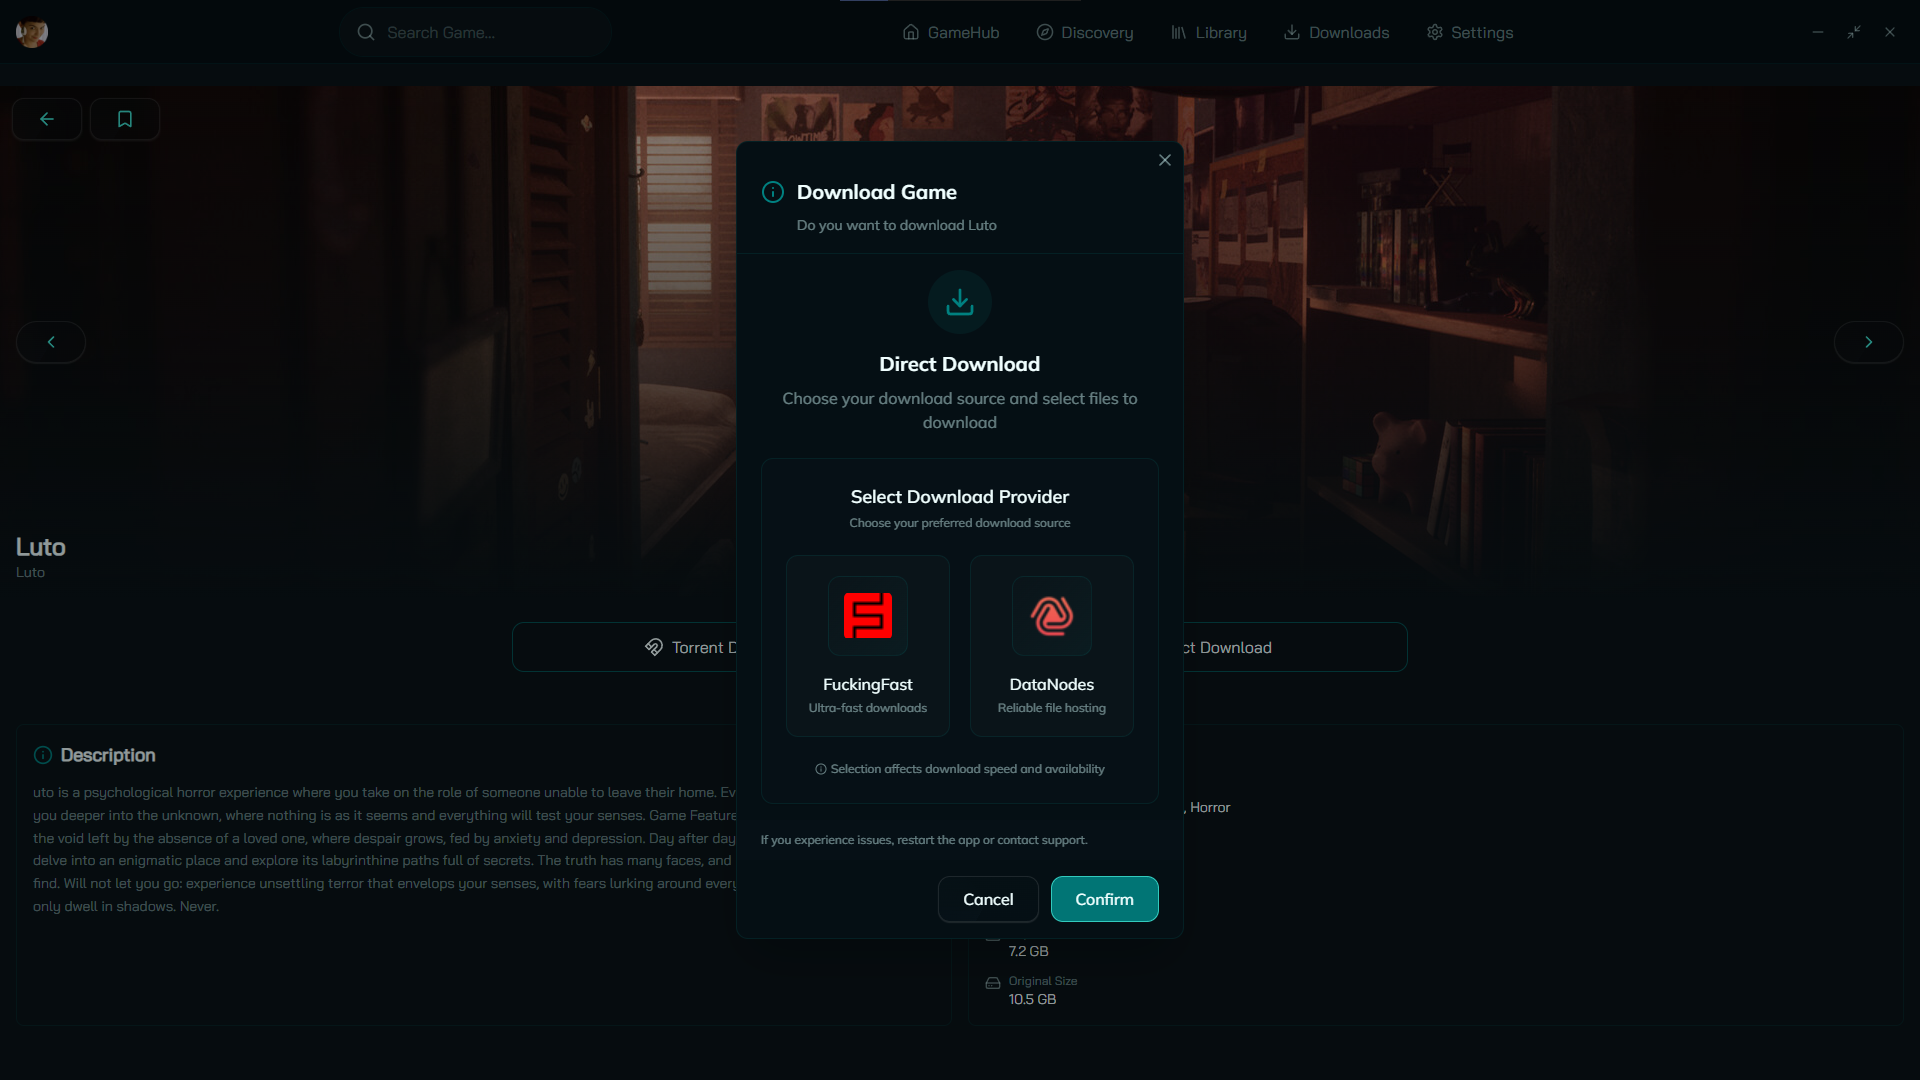 Search Game...
GameHub
Discovery
Library
Downloads
Settings
Download Game
Do you want to download Luto
Direct Download
Choose your download source and select files to
download
Select Download Provider
Choose your preferred download source
FuckingFast
Ultra-fast downloads
DataNodes
Reliable file hosting
Selection affects download speed and availability
If you experience issues, restart the app or contact support.
Cancel
Confirm
Luto
Luto
Torrent D
ct Download
Description
uto is a psychological horror experience where you take on the role of someone unable to leave their home. Ev
you deeper into the unknown, where nothing is as it seems and everything will test your senses. Game Feature
the void left by the absence of a loved one, where despair grows, fed by anxiety and depression. Day after day
delve into an enigmatic place and explore its labyrinthine paths full of secrets. The truth has many faces, and
find. Will not let you go: experience unsettling terror that envelops your senses, with fears lurking around every
only dwell in shadows. Never.
, Horror
7.2 GB
Original Size
10.5 GB